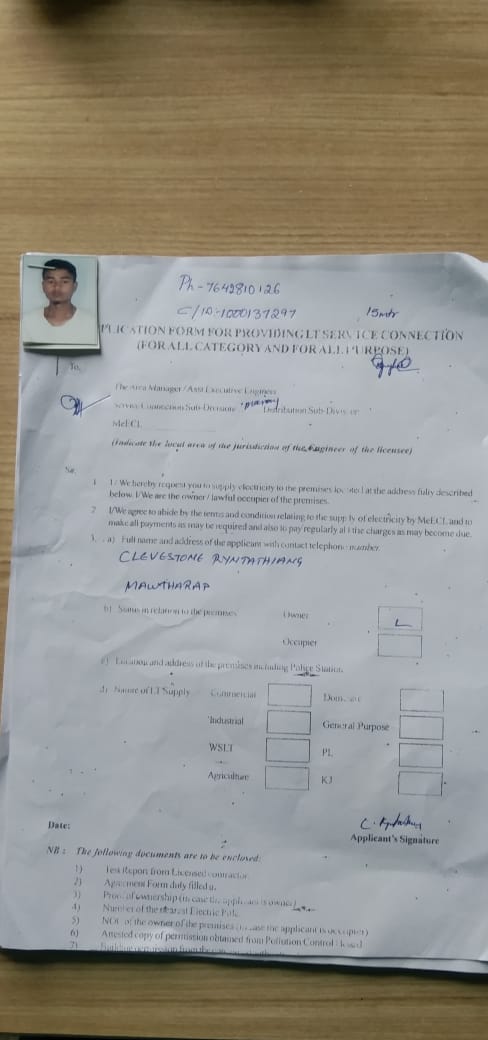 Ph-7642810126
C/ID-1000137297 15mtr
PLICATION FORM FOR PROVIDING LT SERVICE CONNECTION
(FOR ALL CATEGORY AND FOR ALL PURPOSE)
To,
The Area Manager / Asst Executive Engineer
Service Connection Sub-Division Distribution Sub-Division
MeECL
(Indicate the local area of the jurisdiction of the Engineer of the licensee)
1 I / We hereby request you to supply electricity to the premises located at the address fully described
below. I/We are the owner / lawful occupier of the premises.
2 I/We agree to abide by the terms and condition relating to the supply of electricity by MeECL and to
make all payments as may be required and also to pay regularly all the charges as may become due.
3. a) Full name and address of the applicant with contact telephone number
CLEVESTONE RYNTATHIANG
MAWTHARAP
b) Status in relation to the premises Owner
Occupier
c) Location and address of the premises including Police Station.
d) Nature of LT Supply Commercial Domestic
Industrial General Purpose
WSLT PL
Agriculture KJ
Date: Applicant's Signature
NB : The following documents are to be enclosed:
1) Test Report from Licensed contractor
2) Agreement Form duly filled in.
3) Proof of ownership (in case the applicant is owner)
4) Number of the nearest Electric Pole
5) NOC of the owner of the premises (in case the applicant is occupier)
6) Attested copy of permission obtained from Pollution Control Board
7) Building permission from the